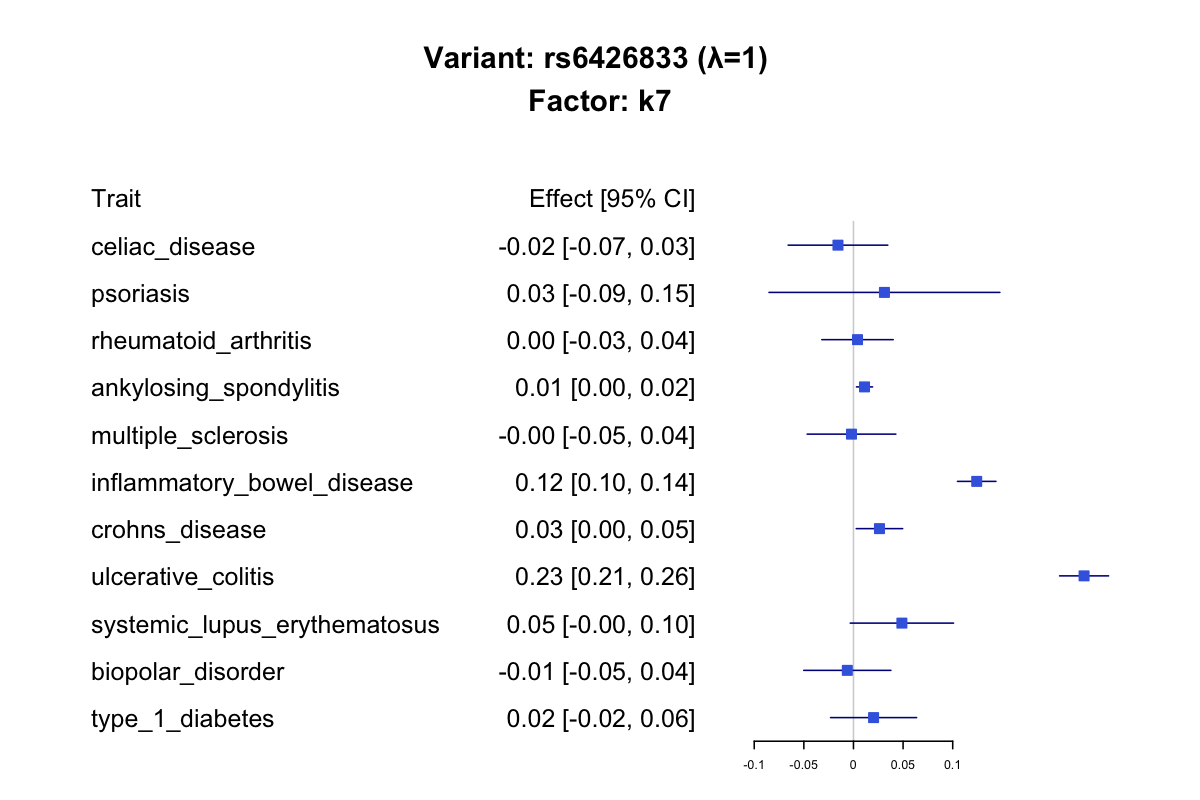 Variant: rs6426833 (λ=1)
Factor: k7
Trait Effect [95% CI]
celiac_disease -0.02 [-0.07, 0.03]
psoriasis 0.03 [-0.09, 0.15]
rheumatoid_arthritis 0.00 [-0.03, 0.04]
ankylosing_spondylitis 0.01 [0.00, 0.02]
multiple_sclerosis -0.00 [-0.05, 0.04]
inflammatory_bowel_disease 0.12 [0.10, 0.14]
crohns_disease 0.03 [0.00, 0.05]
ulcerative_colitis 0.23 [0.21, 0.26]
systemic_lupus_erythematosus 0.05 [-0.00, 0.10]
biopolar_disorder -0.01 [-0.05, 0.04]
type_1_diabetes 0.02 [-0.02, 0.06]
-0.1 -0.05 0 0.05 0.1